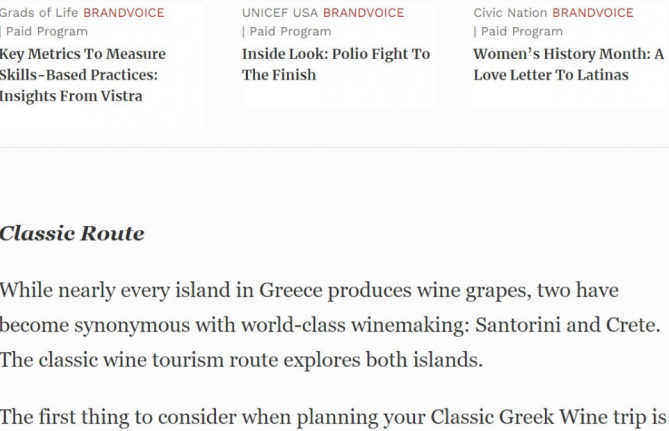 Grads of Life BRANDVOICE
| Paid Program
Key Metrics To Measure
Skills-Based Practices:
Insights From Vistra
UNICEF USA BRANDVOICE
| Paid Program
Inside Look: Polio Fight To
The Finish
Civic Nation BRANDVOICE
| Paid Program
Women’s History Month: A
Love Letter To Latinas
Classic Route
While nearly every island in Greece produces wine grapes, two have
become synonymous with world-class winemaking: Santorini and Crete.
The classic wine tourism route explores both islands.
The first thing to consider when planning your Classic Greek Wine trip is